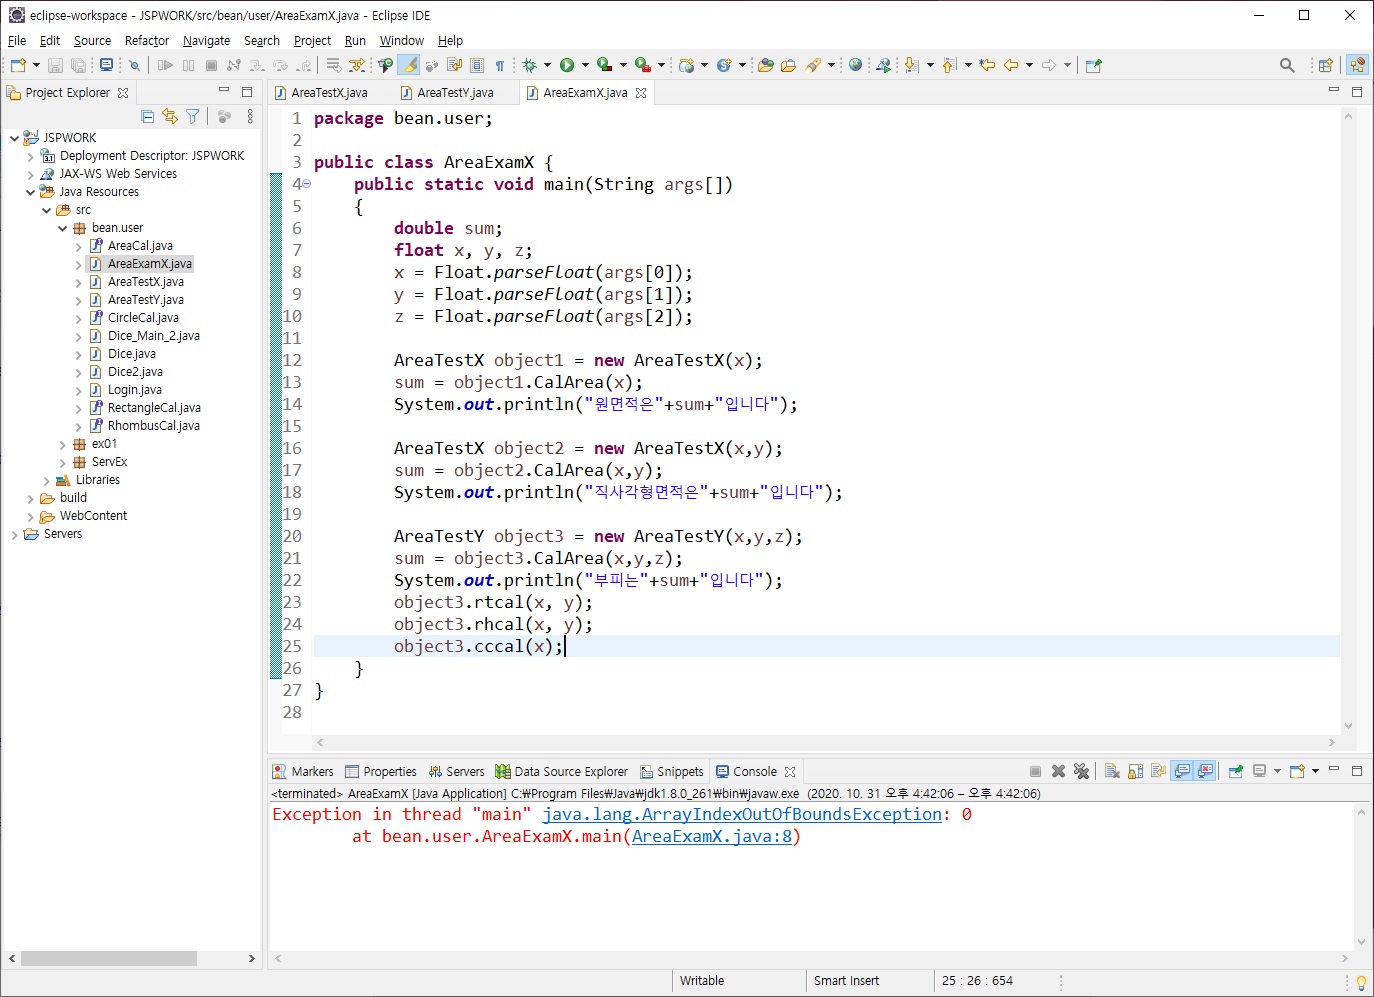 eclipse-workspace - JSPWORK/src/bean/user/AreaExamX.java - Eclipse IDE
File Edit Source Refactor Navigate Search Project Run Window Help
Project Explorer
JSPWORK
Deployment Descriptor: JSPWORK
JAX-WS Web Services
Java Resources
src
bean.user
AreaCal.java
AreaExamX.java
AreaTestX.java
AreaTestY.java
CircleCal.java
Dice_Main_2.java
Dice.java
Dice2.java
Login.java
RectangleCal.java
RhombusCal.java
ex01
ServEx
Libraries
build
WebContent
Servers
AreaTestX.java AreaTestY.java AreaExamX.java
1 package bean.user;
2
3 public class AreaExamX {
4 public static void main(String args[])
5 {
6 double sum;
7 float x, y, z;
8 x = Float.parseFloat(args[0]);
9 y = Float.parseFloat(args[1]);
10 z = Float.parseFloat(args[2]);
11
12 AreaTestX object1 = new AreaTestX(x);
13 sum = object1.CalArea(x);
14 System.out.println("원면적은"+sum+"입니다");
15
16 AreaTestX object2 = new AreaTestX(x,y);
17 sum = object2.CalArea(x,y);
18 System.out.println("직사각형면적은"+sum+"입니다");
19
20 AreaTestY object3 = new AreaTestY(x,y,z);
21 sum = object3.CalArea(x,y,z);
22 System.out.println("부피는"+sum+"입니다");
23 object3.rtcal(x, y);
24 object3.rhcal(x, y);
25 object3.cccal(x);
26 }
27 }
28
Markers Properties Servers Data Source Explorer Snippets Console
<terminated> AreaExamX [Java Application] C:₩Program Files₩Java₩jdk1.8.0_261₩bin₩javaw.exe (2020. 10. 31 오후 4:42:06 – 오후 4:42:06)
Exception in thread "main" java.lang.ArrayIndexOutOfBoundsException: 0
at bean.user.AreaExamX.main(AreaExamX.java:8)
Writable Smart Insert 25 : 26 : 654